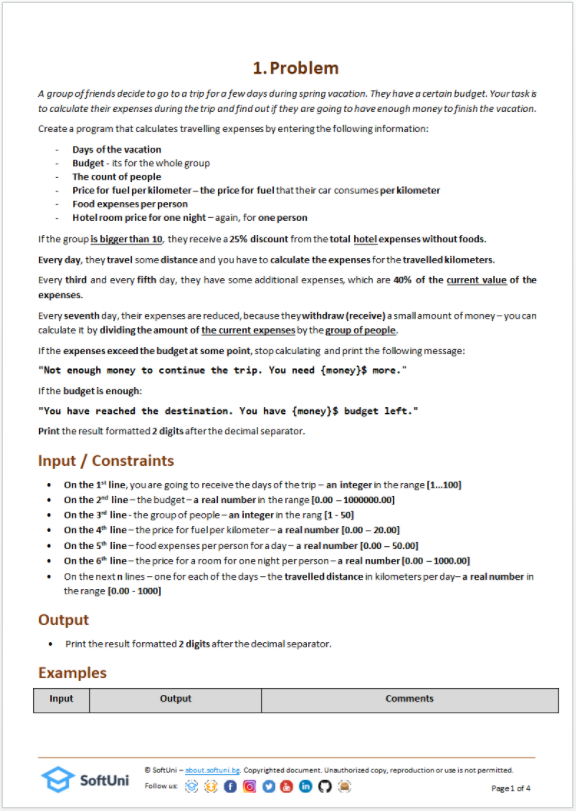 1. Problem
A group of friends decide to go to a trip for a few days during spring vacation. They have a certain budget. Your task is
to calculate their expenses during the trip and find out if they are going to have enough money to finish the vacation.
Create a program that calculates travelling expenses by entering the following information:
- Days of the vacation
- Budget - its for the whole group
- The count of people
- Price for fuel per kilometer – the price for fuel that their car consumes per kilometer
- Food expenses per person
- Hotel room price for one night – again, for one person
If the group is bigger than 10, they receive a 25% discount from the total hotel expenses without foods.
Every day, they travel some distance and you have to calculate the expenses for the travelled kilometers.
Every third and every fifth day, they have some additional expenses, which are 40% of the current value of the
expenses.
Every seventh day, their expenses are reduced, because they withdraw (receive) a small amount of money – you can
calculate it by dividing the amount of the current expenses by the group of people.
If the expenses exceed the budget at some point, stop calculating and print the following message:
"Not enough money to continue the trip. You need {money}$ more."
If the budget is enough:
"You have reached the destination. You have {money}$ budget left."
Print the result formatted 2 digits after the decimal separator.
Input / Constraints
• On the 1st line, you are going to receive the days of the trip – an integer in the range [1…100]
• On the 2nd line – the budget – a real number in the range [0.00 – 1000000.00]
• On the 3rd line - the group of people – an integer in the rang [1 - 50]
• On the 4th line – the price for fuel per kilometer – a real number [0.00 – 20.00]
• On the 5th line – food expenses per person for a day – a real number [0.00 – 50.00]
• On the 6th line – the price for a room for one night per person – a real number [0.00 – 1000.00]
• On the next n lines – one for each of the days – the travelled distance in kilometers per day– a real number in
the range [0.00 - 1000]
Output
• Print the result formatted 2 digits after the decimal separator.
Examples
Input Output Comments
SoftUni
© SoftUni – about.softuni.bg. Copyrighted document. Unauthorized copy, reproduction or use is not permitted.
Follow us:
Page 1 of 4